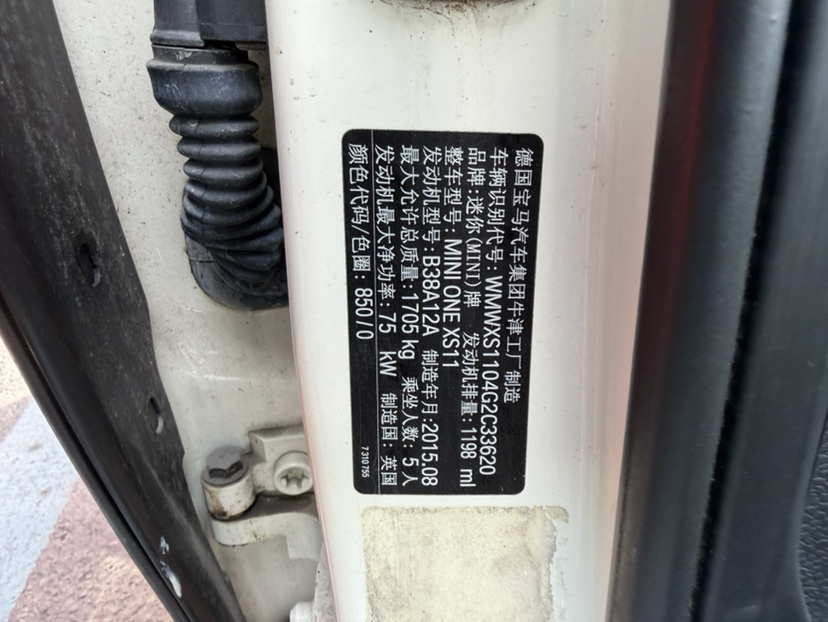 德国宝马汽车集团牛津工厂 制造
车辆识别代号: WMWXS1104G2C33620
品牌:迷你(MINI)牌 发动机排量:1198 ml
整车型号: MINI ONE XS11
发动机型号: B38A12A 制造年月:2015.08
最大允许总质量:1705 kg 乘坐人数: 5人
发动机最大净功率: 75 kW 制造国: 英国
颜色代码/色圈: 850/0
7310755